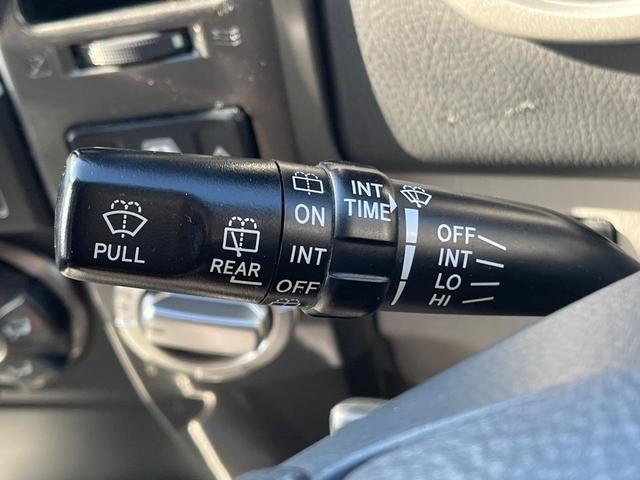 PULL
REAR
ON
INT
OFF
INT
TIME
OFF
INT
LO
HI